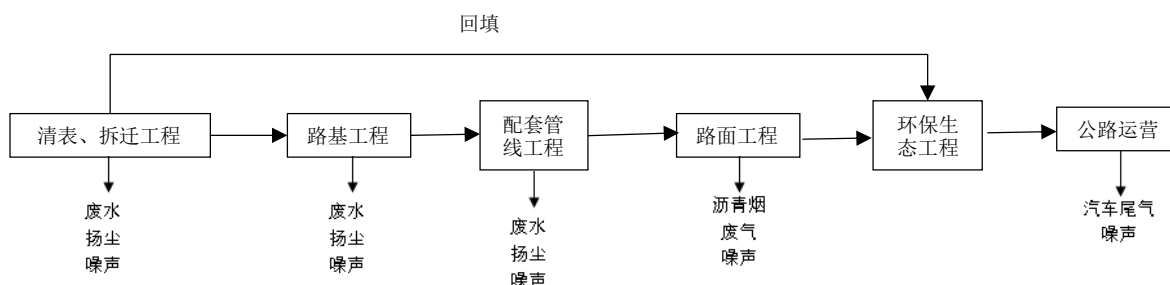 回填
清表、拆迁工程
路基工程
配套管
线工程
路面工程
环保生
态工程
公路运营
废水
扬尘
噪声
废水
扬尘
噪声
废水
扬尘
噪声
沥青烟
废气
噪声
汽车尾气
噪声